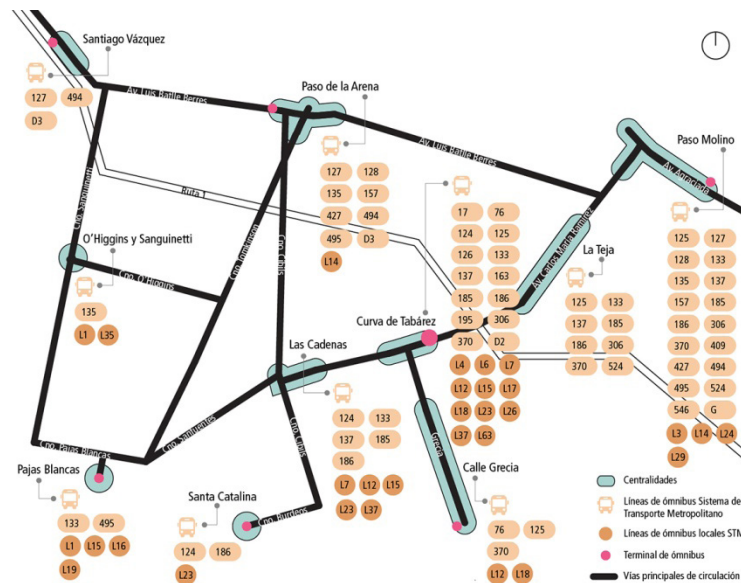 Santiago Vázquez
127 494
D3
Av. Luis Batlle Berres
Paso de la Arena
127 128
135 157
427 494
495 D3
L14
Av. Luis Batlle Berres
Paso Molino
Av. Agraciada
125 127
128 133
135 137
157 185
186 306
370 409
427 494
495 524
546 G
L3 L14 L24
L29
Cno. Sanguinetti
Ruta 1
O'Higgins y Sanguinetti
135
L1 L35
Cno. O'Higgins
Cno. Tomkinson
Cno. Cibils
17 76
124 125
126 133
137 163
185 186
195 306
370 D2
L4 L6 L7
L12 L15 L17
L18 L23 L26
L37 L63
Curva de Tabárez
Av. Carlos María Ramírez
La Teja
125 133
137 185
186 306
370 524
Las Cadenas
124 133
137 185
186
L7 L12 L15
L23 L37
Cno. Sanfuentes
Cno. Cibils
Grecia
Cno. Pajas Blancas
Pajas Blancas
133 495
L1 L15 L16
L19
Santa Catalina
124 186
L23
Cno. Burdeos
Calle Grecia
76 125
370
L12 L18
Centralidades
Líneas de ómnibus Sistema de
Transporte Metropolitano
Líneas de ómnibus locales STM
Terminal de ómnibus
Vías principales de circulación